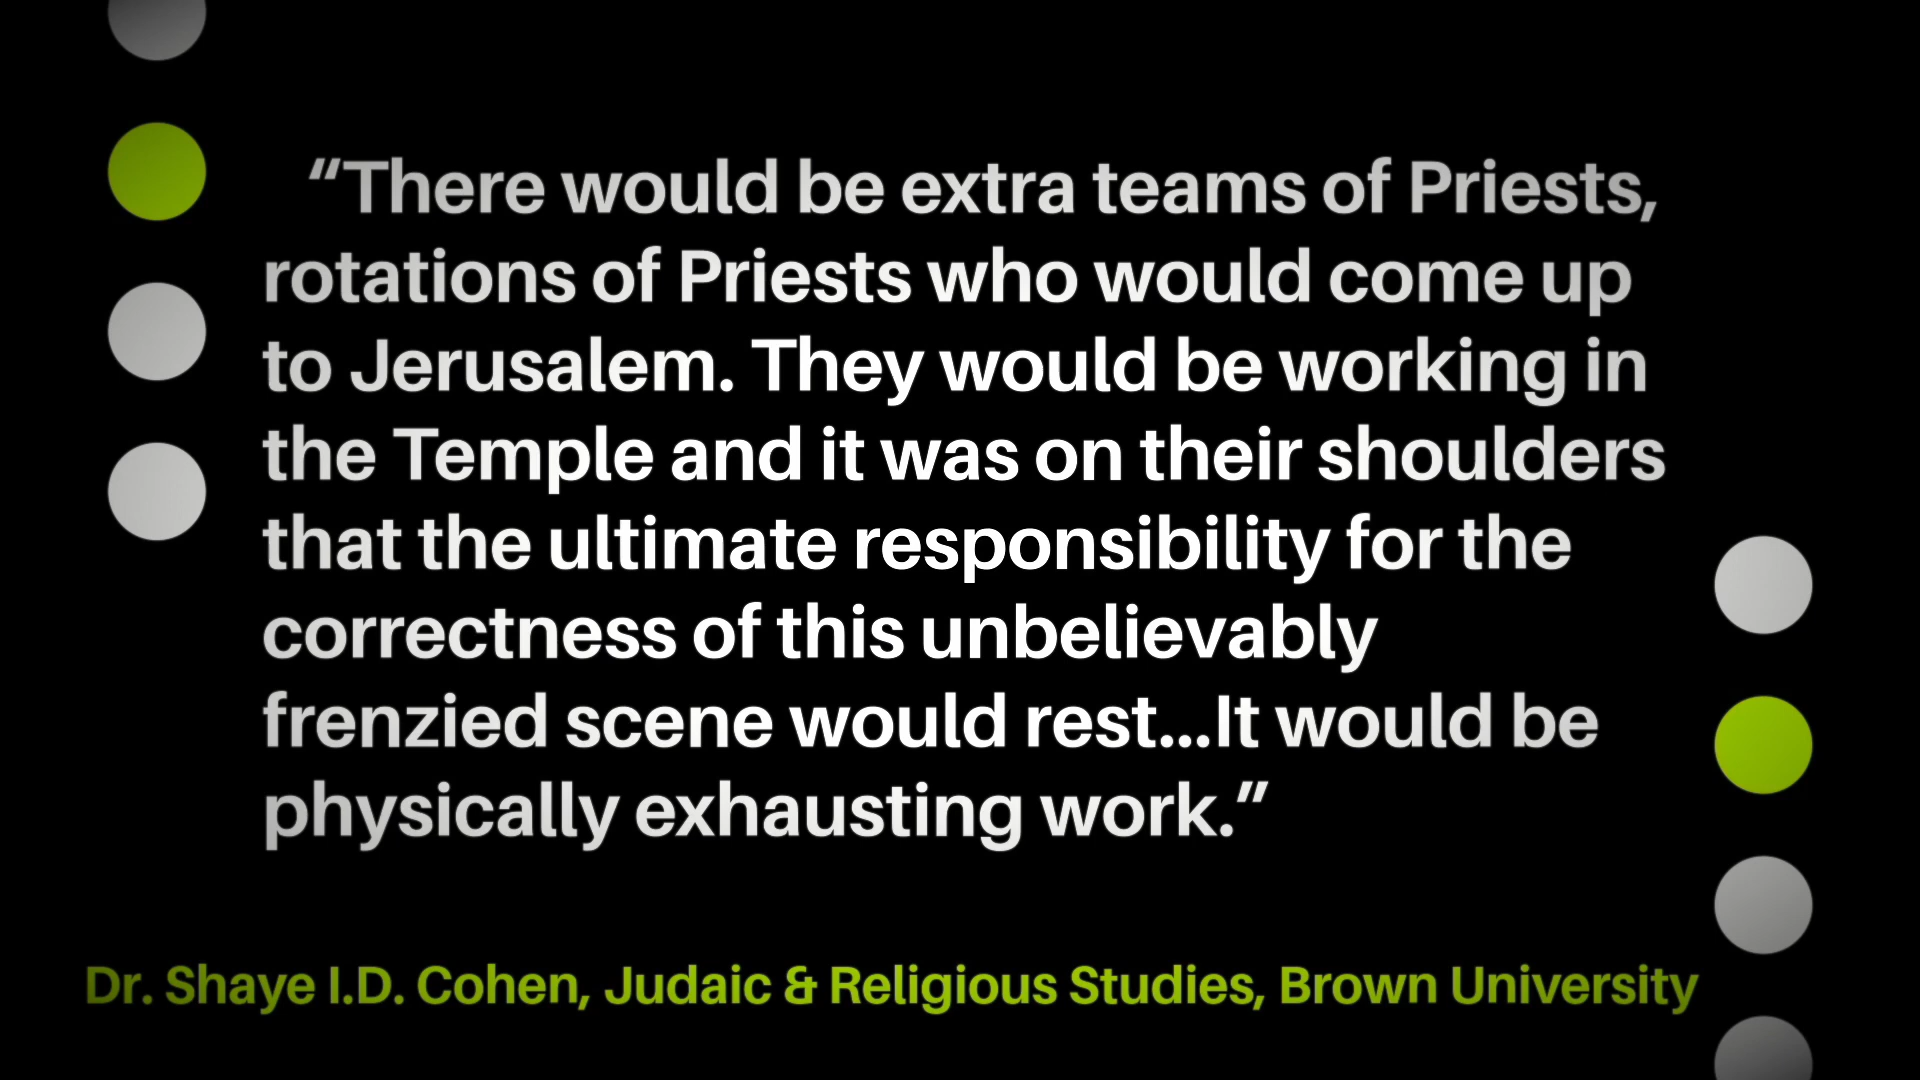 “There would be extra teams of Priests,
rotations of Priests who would come up
to Jerusalem. They would be working in
the Temple and it was on their shoulders
that the ultimate responsibility for the
correctness of this unbelievably
frenzied scene would rest...It would be
physically exhausting work.”
Dr. Shaye I.D. Cohen, Judaic & Religious Studies, Brown University